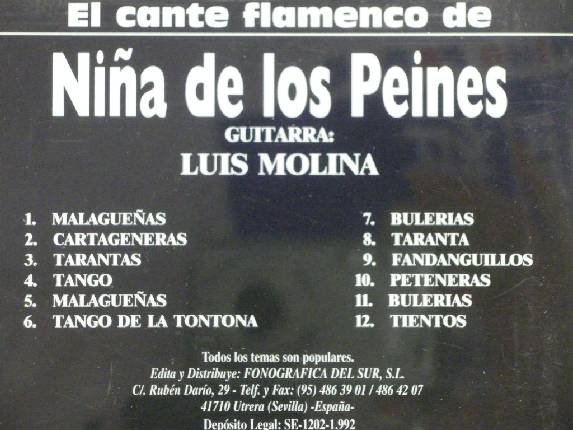 El cante flamenco de
Niña de los Peines
GUITARRA:
LUIS MOLINA
1. MALAGUEÑAS
2. CARTAGENERAS
3. TARANTAS
4. TANGO
5. MALAGUEÑAS
6. TANGO DE LA TONTONA
7. BULERIAS
8. TARANTA
9. FANDANGUILLOS
10. PETENERAS
11. BULERIAS
12. TIENTOS
Todos los temas son populares.
Edita y Distribuye: FONOGRAFICA DEL SUR, S.L.
C/. Rubén Darío, 29 - Telf. y Fax: (95) 486 39 01 / 486 42 07
41710 Utrera (Sevilla) -España-
Depósito Legal: SE-1202-1.992